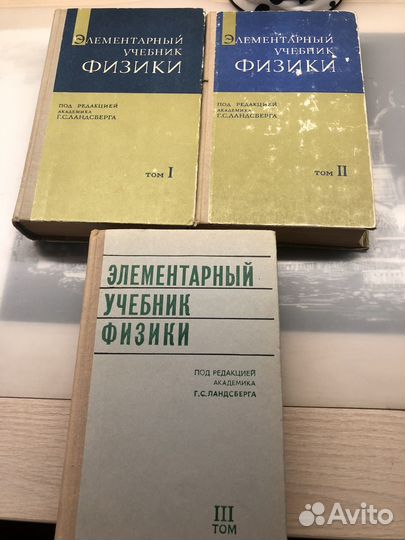 Элементарный
учебник
физики
под редакцией
академика
Г.С.Ландсберга
том I
Элементарный
учебник
физики
под редакцией
академика
Г.С.Ландсберга
том II
ЭЛЕМЕНТАРНЫЙ
УЧЕБНИК
ФИЗИКИ
ПОД РЕДАКЦИЕЙ
АКАДЕМИКА
Г.С.ЛАНДСБЕРГА
III
ТОМ
Avito